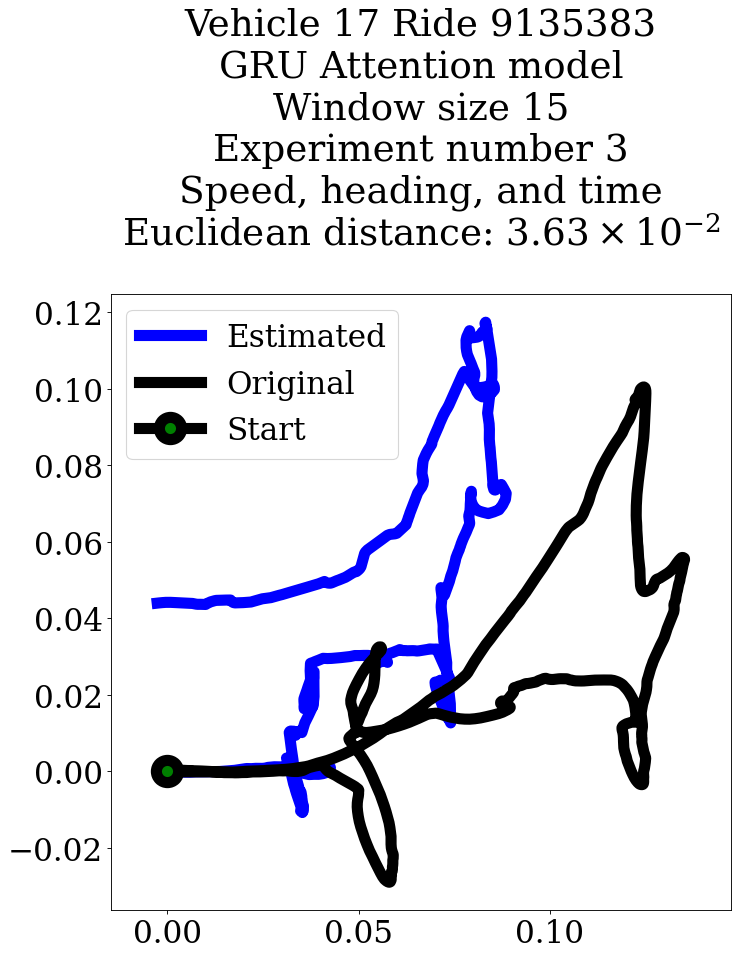 Vehicle 17 Ride 9135383
GRU Attention model
Window size 15
Experiment number 3
Speed, heading, and time
Euclidean distance: 3.63 × 10⁻²
0.12
0.10
0.08
0.06
0.04
0.02
0.00
−0.02
Estimated
Original
Start
0.00 0.05 0.10